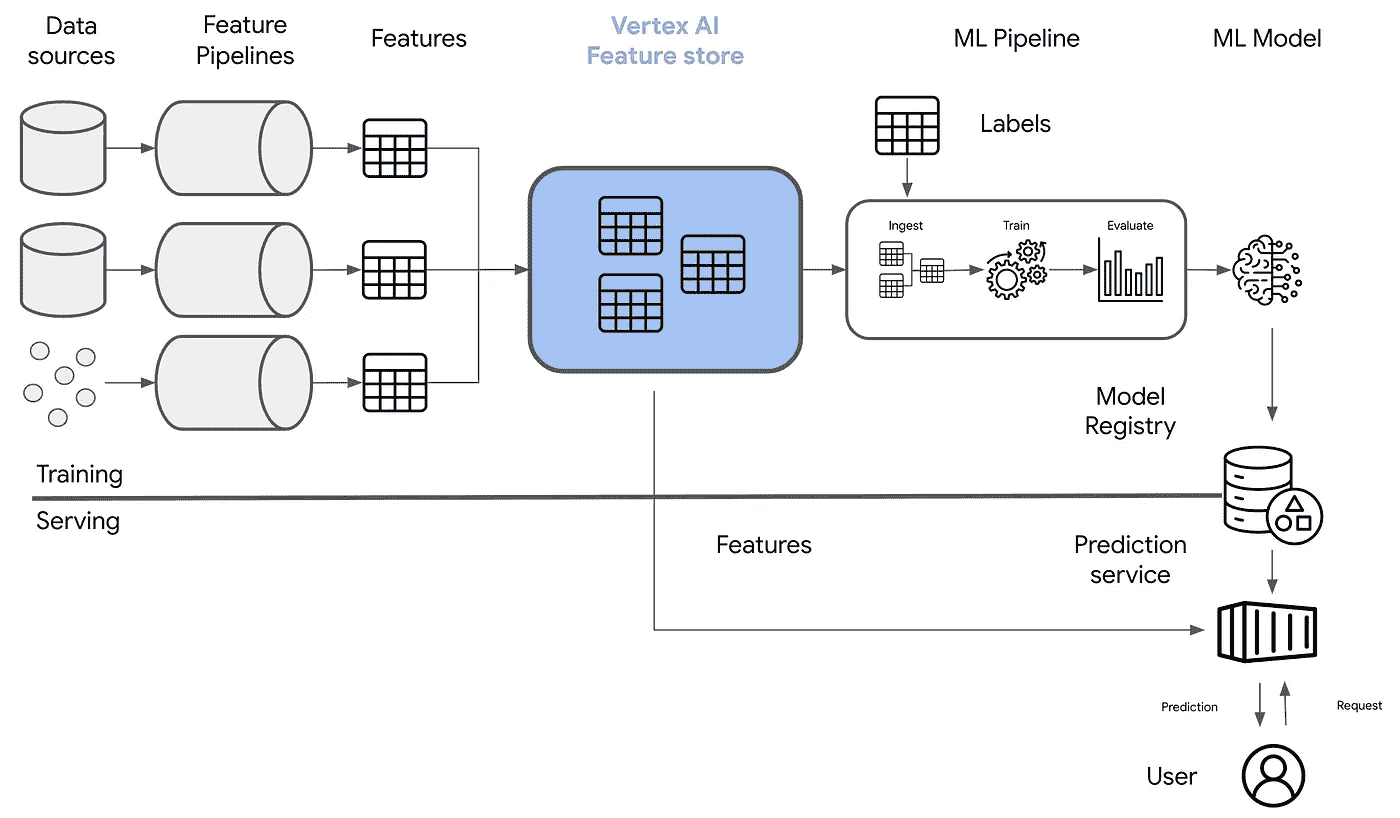 Data
sources
Feature
Pipelines
Features
Vertex AI
Feature store
ML Pipeline
ML Model
Labels
Ingest
Train
Evaluate
Model
Registry
Training
Serving
Features
Prediction
service
Prediction
Request
User